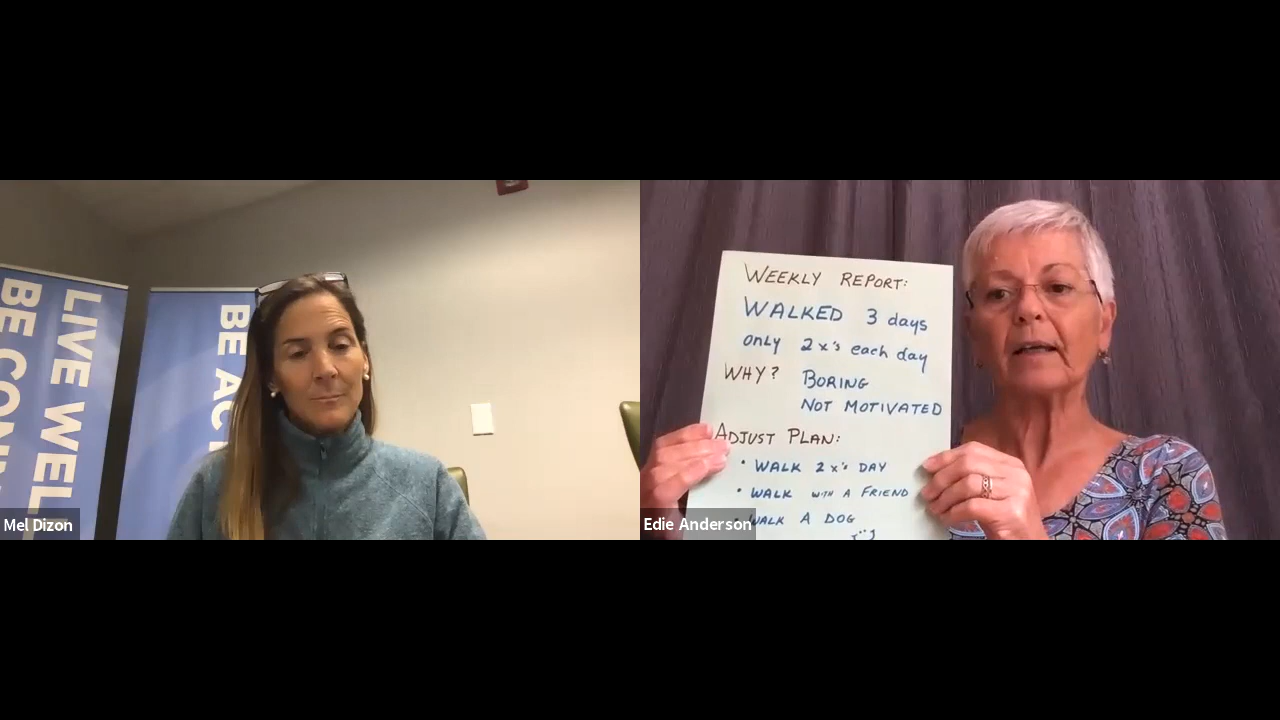 LIVE WEL
BE CON
BE AC
Mel Dizon
WEEKLY REPORT:
WALKED 3 days
only 2x's each day
WHY? BORING
NOT MOTIVATED
ADJUST PLAN:
• WALK 2x's DAY
• WALK WITH A FRIEND
WALK A DOG
Edie Anderson